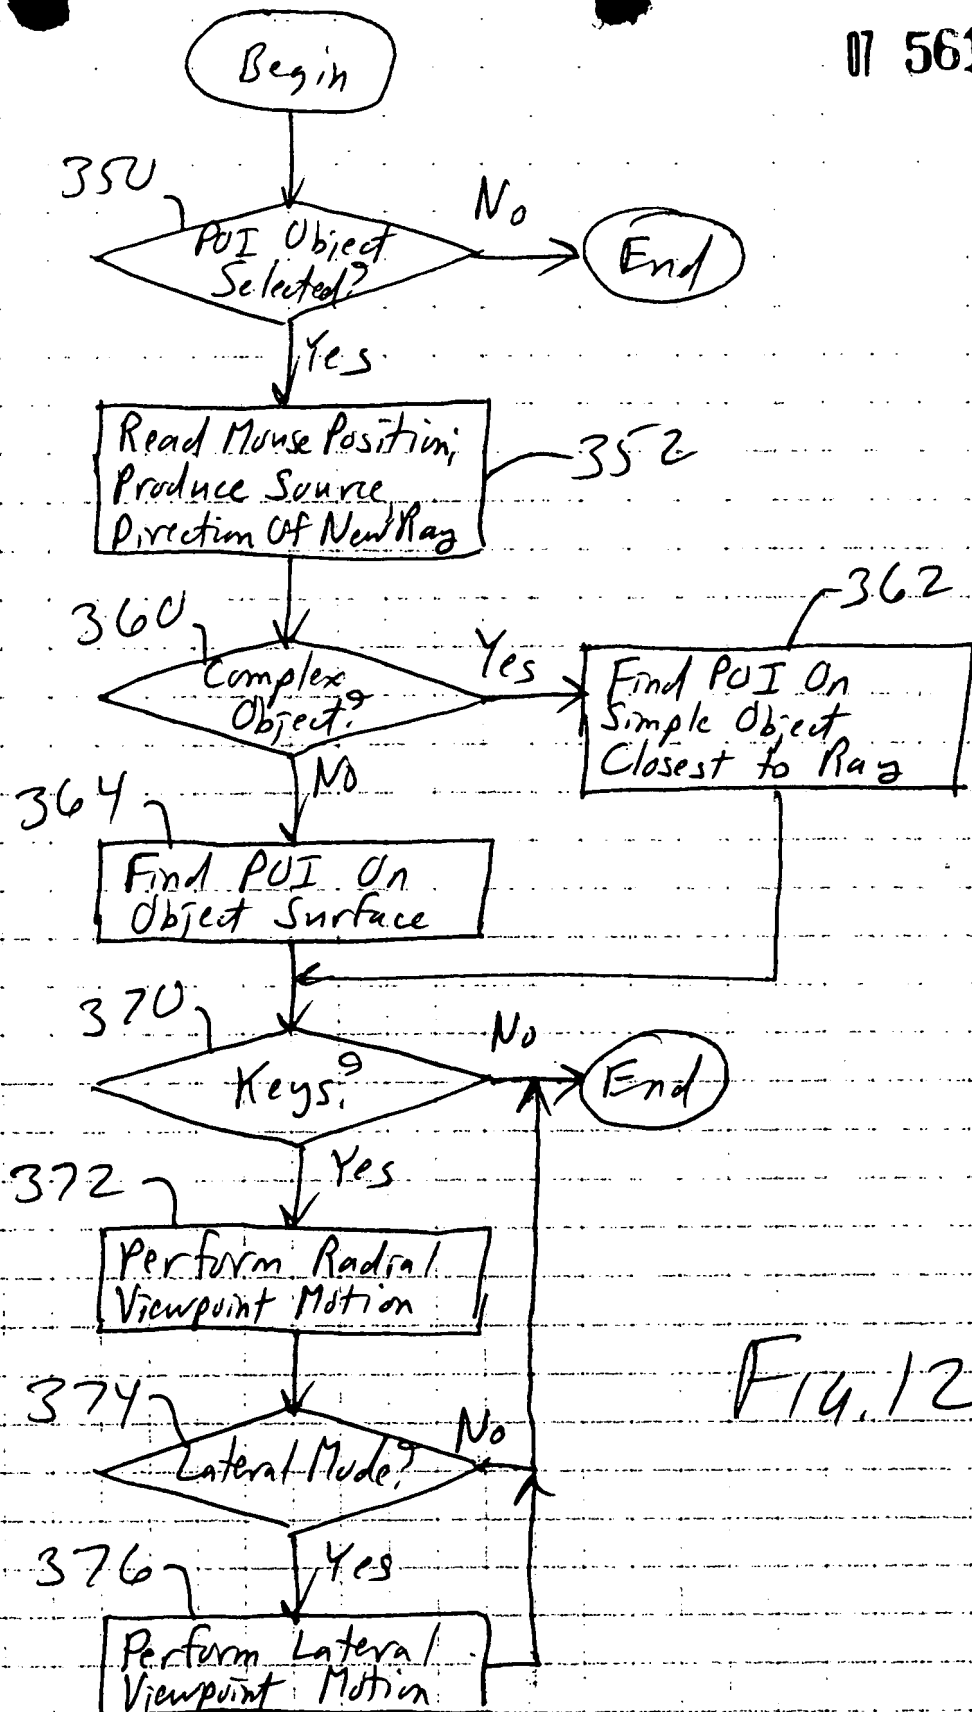 07 561
Begin
350
No
POI Object
Selected?
End
Yes
Read Mouse Position;
Produce Source,
Direction Of New Ray
352
360
362
Complex
Object?
Yes
Find POI On
Simple Object
Closest to Ray
No
364
Find POI On
Object Surface
370
No
Keys?
End
Yes
372
Perform Radial
Viewpoint Motion
Fig. 12
374
No
Lateral Mode?
376
Yes
Perform Lateral
Viewpoint Motion